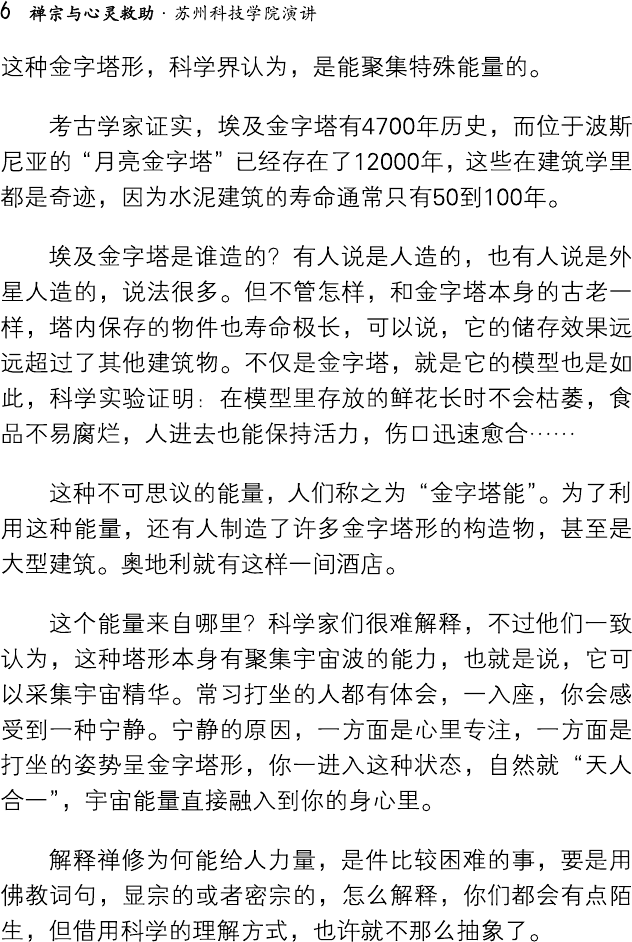 6 禅宗与心灵救助·苏州科技学院演讲
这种金字塔形，科学界认为，是能聚集特殊能量的。
考古学家证实，埃及金字塔有4700年历史，而位于波斯
尼亚的“月亮金字塔”已经存在了12000年，这些在建筑学里
都是奇迹，因为水泥建筑的寿命通常只有50到100年。
埃及金字塔是谁造的？有人说是人造的，也有人说是外
星人造的，说法很多。但不管怎样，和金字塔本身的古老一
样，塔内保存的物件也寿命极长，可以说，它的储存效果远
远超过了其他建筑物。不仅是金字塔，就是它的模型也是如
此，科学实验证明：在模型里存放的鲜花长时不会枯萎，食
品不易腐烂，人进去也能保持活力，伤口迅速愈合……
这种不可思议的能量，人们称之为“金字塔能”。为了利
用这种能量，还有人制造了许多金字塔形的构造物，甚至是
大型建筑。奥地利就有这样一间酒店。
这个能量来自哪里？科学家们很难解释，不过他们一致
认为，这种塔形本身有聚集宇宙波的能力，也就是说，它可
以采集宇宙精华。常习打坐的人都有体会，一入座，你会感
受到一种宁静。宁静的原因，一方面是心里专注，一方面是
打坐的姿势呈金字塔形，你一进入这种状态，自然就“天人
合一”，宇宙能量直接融入到你的身心里。
解释禅修为何能给人力量，是件比较困难的事，要是用
佛教词句，显宗的或者密宗的，怎么解释，你们都会有点陌
生，但借用科学的理解方式，也许就不那么抽象了。